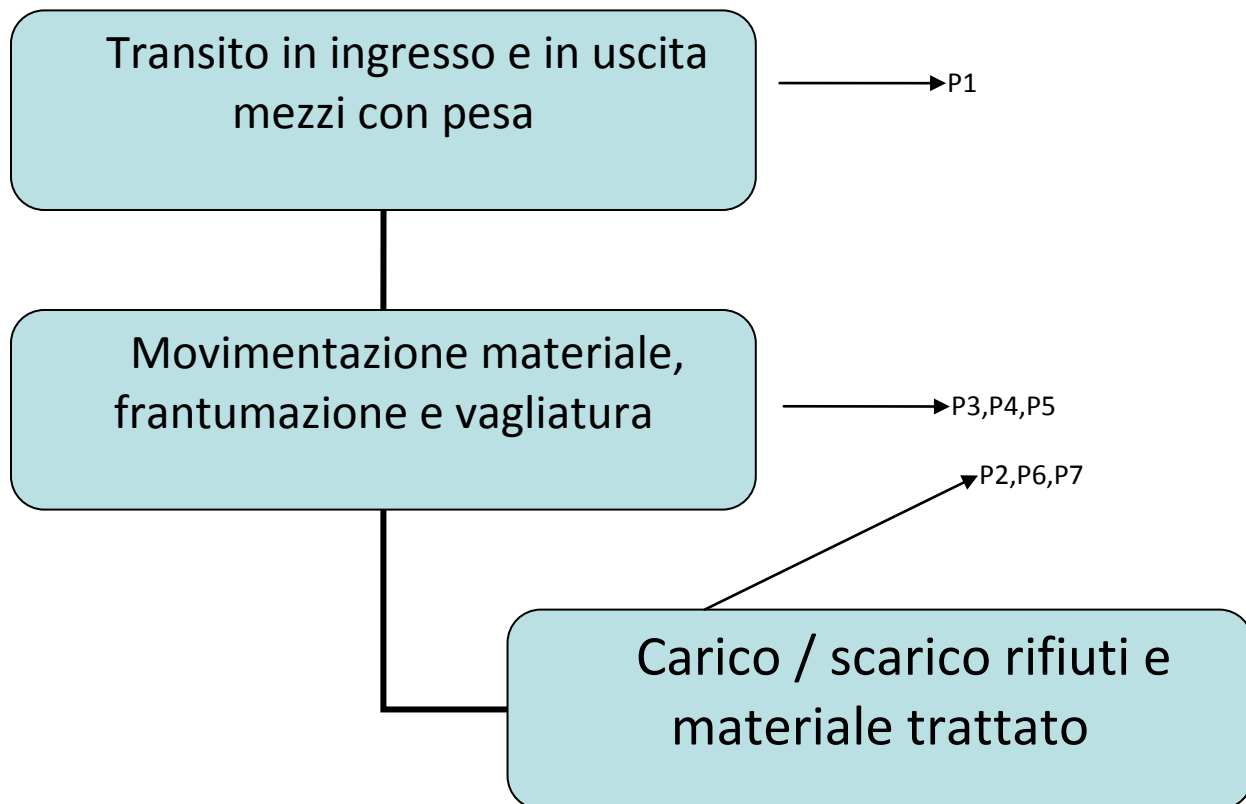 Transito in ingresso e in uscita
mezzi con pesa
P1
Movimentazione materiale,
frantumazione e vagliatura
P3,P4,P5
P2,P6,P7
Carico / scarico rifiuti e
materiale trattato